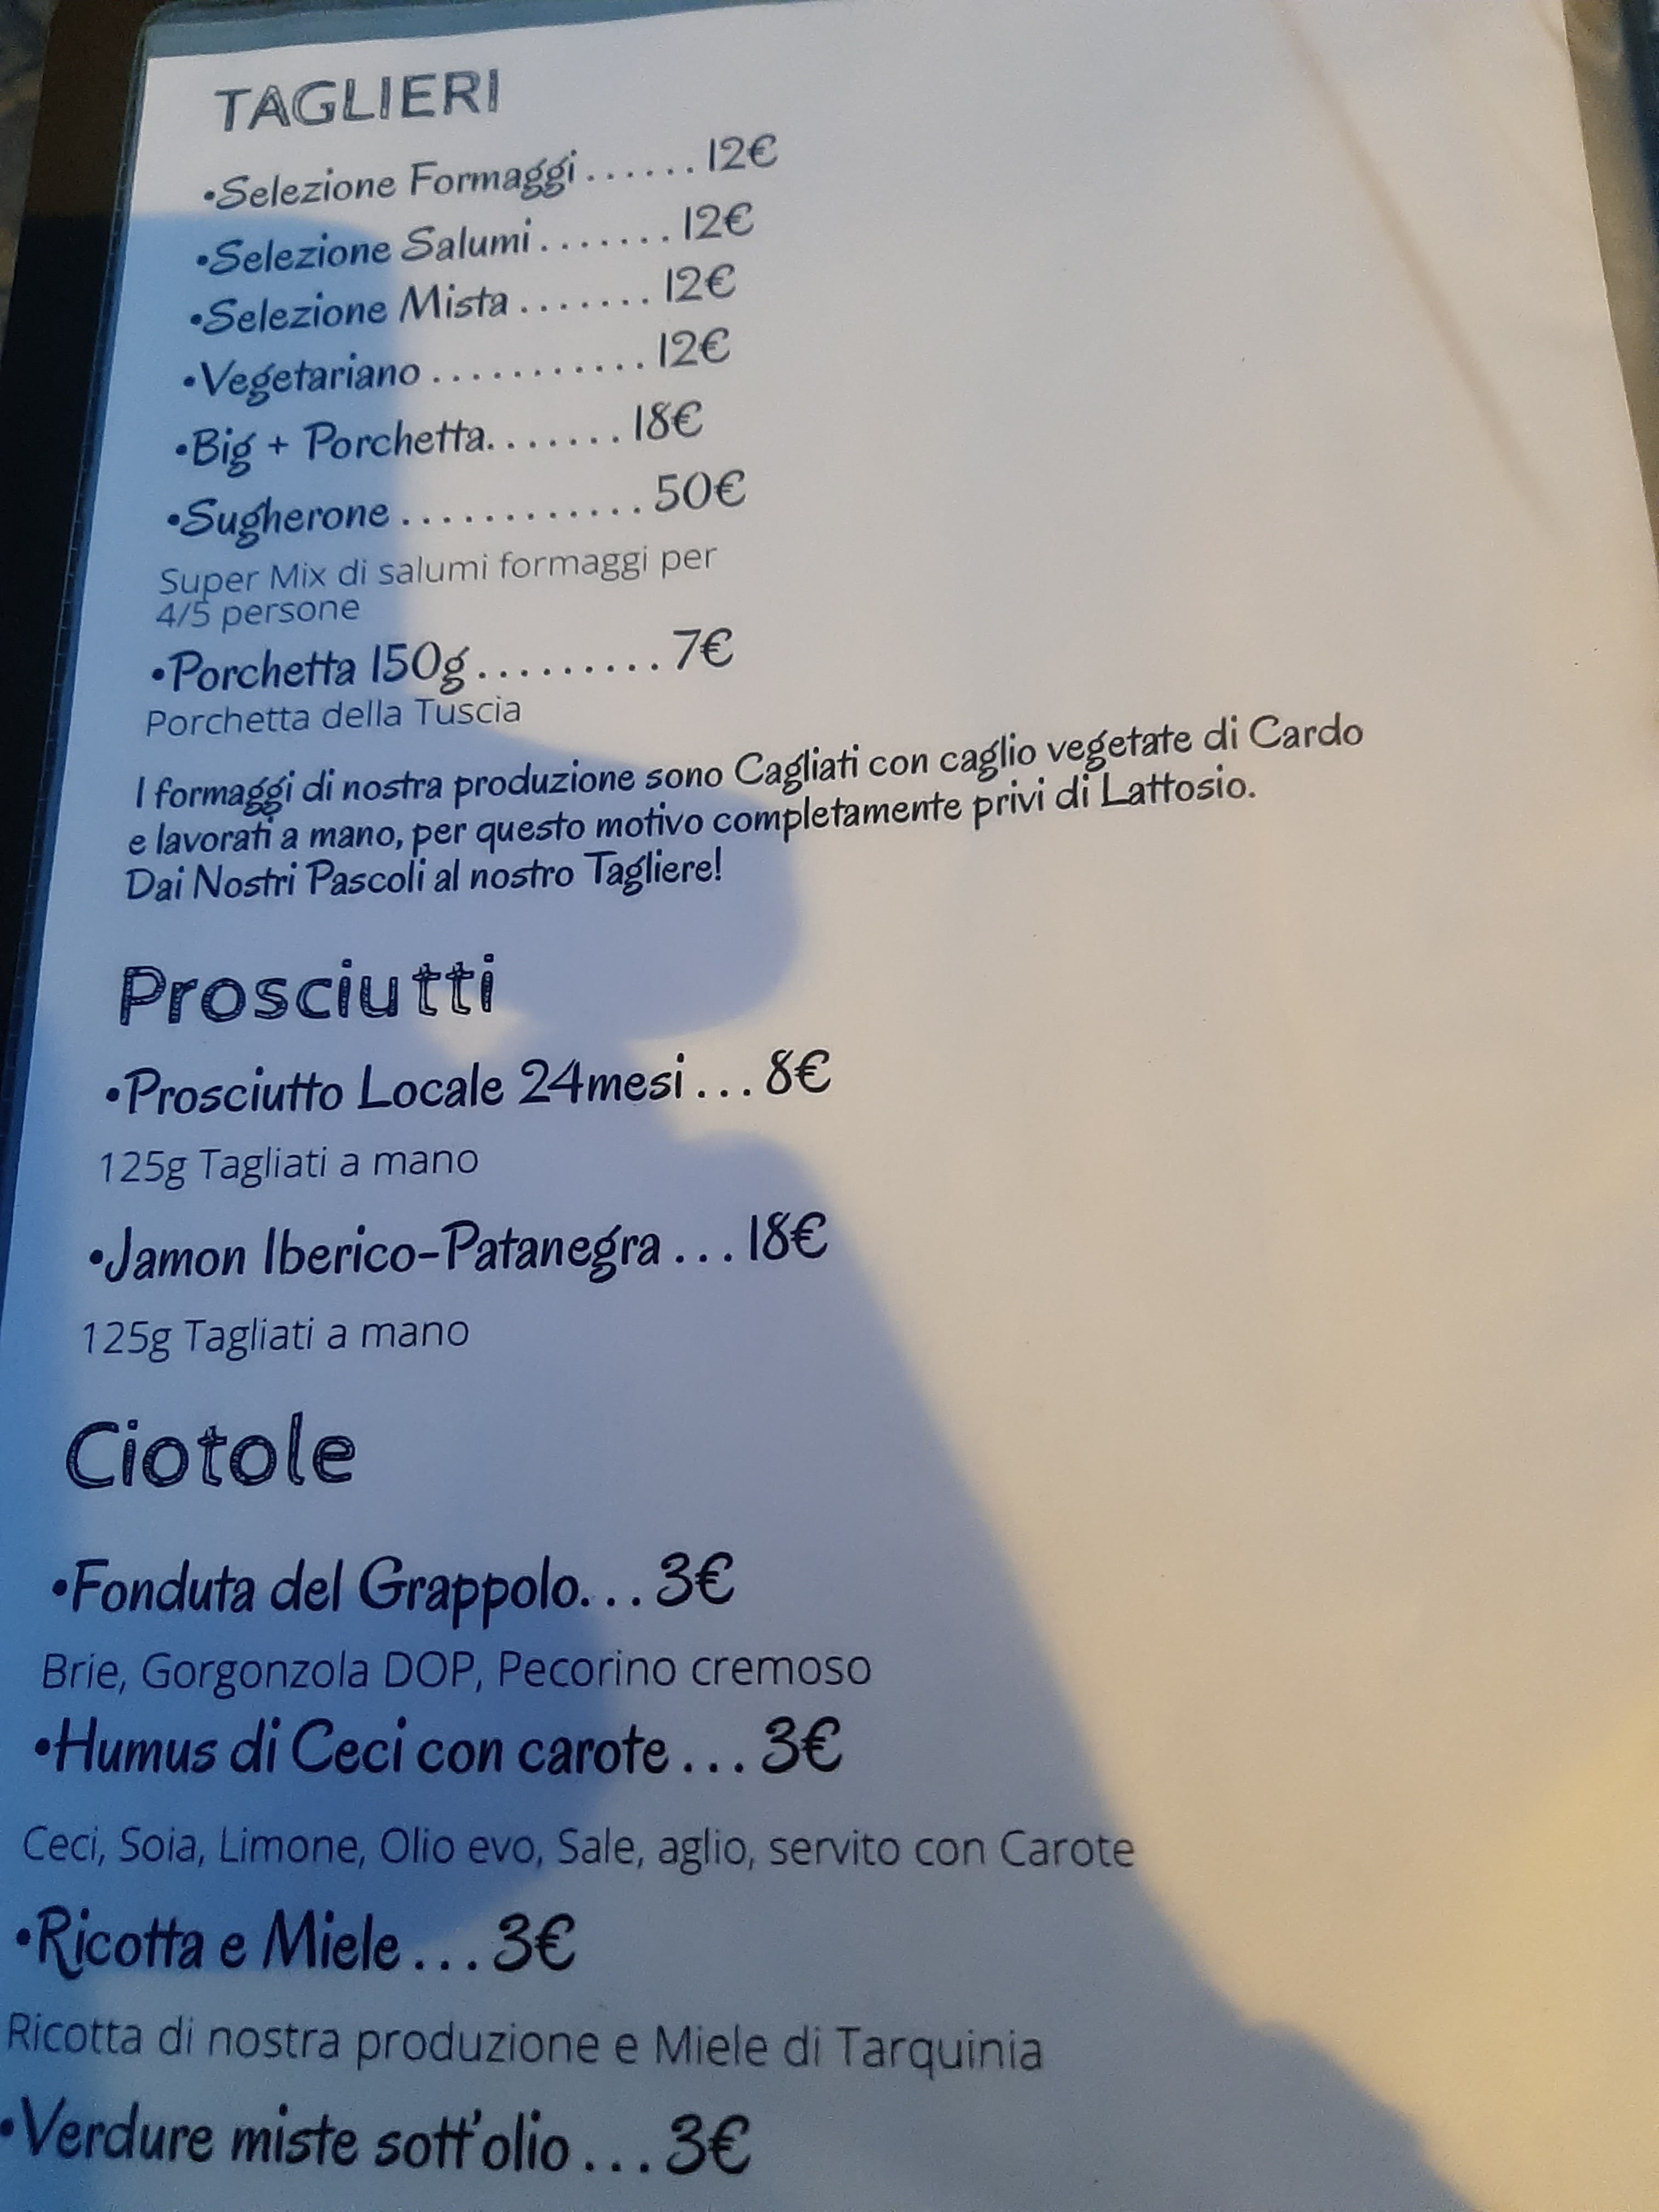 TAGLIERI
•Selezione Formaggi......12€
•Selezione Salumi.......12€
•Selezione Mista.......12€
•Vegetariano...........12€
•Big + Porchetta.......18€
•Sugherone............50€
Super Mix di salumi formaggi per
4/5 persone
•Porchetta 150g.........7€
Porchetta della Tuscia
I formaggi di nostra produzione sono Cagliati con caglio vegetate di Cardo
e lavorati a mano, per questo motivo completamente privi di Lattosio.
Dai Nostri Pascoli al nostro Tagliere!
Prosciutti
•Prosciutto Locale 24mesi...8€
125g Tagliati a mano
•Jamon Iberico-Patanegra...18€
125g Tagliati a mano
Ciotole
•Fonduta del Grappolo...3€
Brie, Gorgonzola DOP, Pecorino cremoso
•Humus di Ceci con carote...3€
Ceci, Soia, Limone, Olio evo, Sale, aglio, servito con Carote
•Ricotta e Miele...3€
Ricotta di nostra produzione e Miele di Tarquinia
•Verdure miste sott'olio...3€